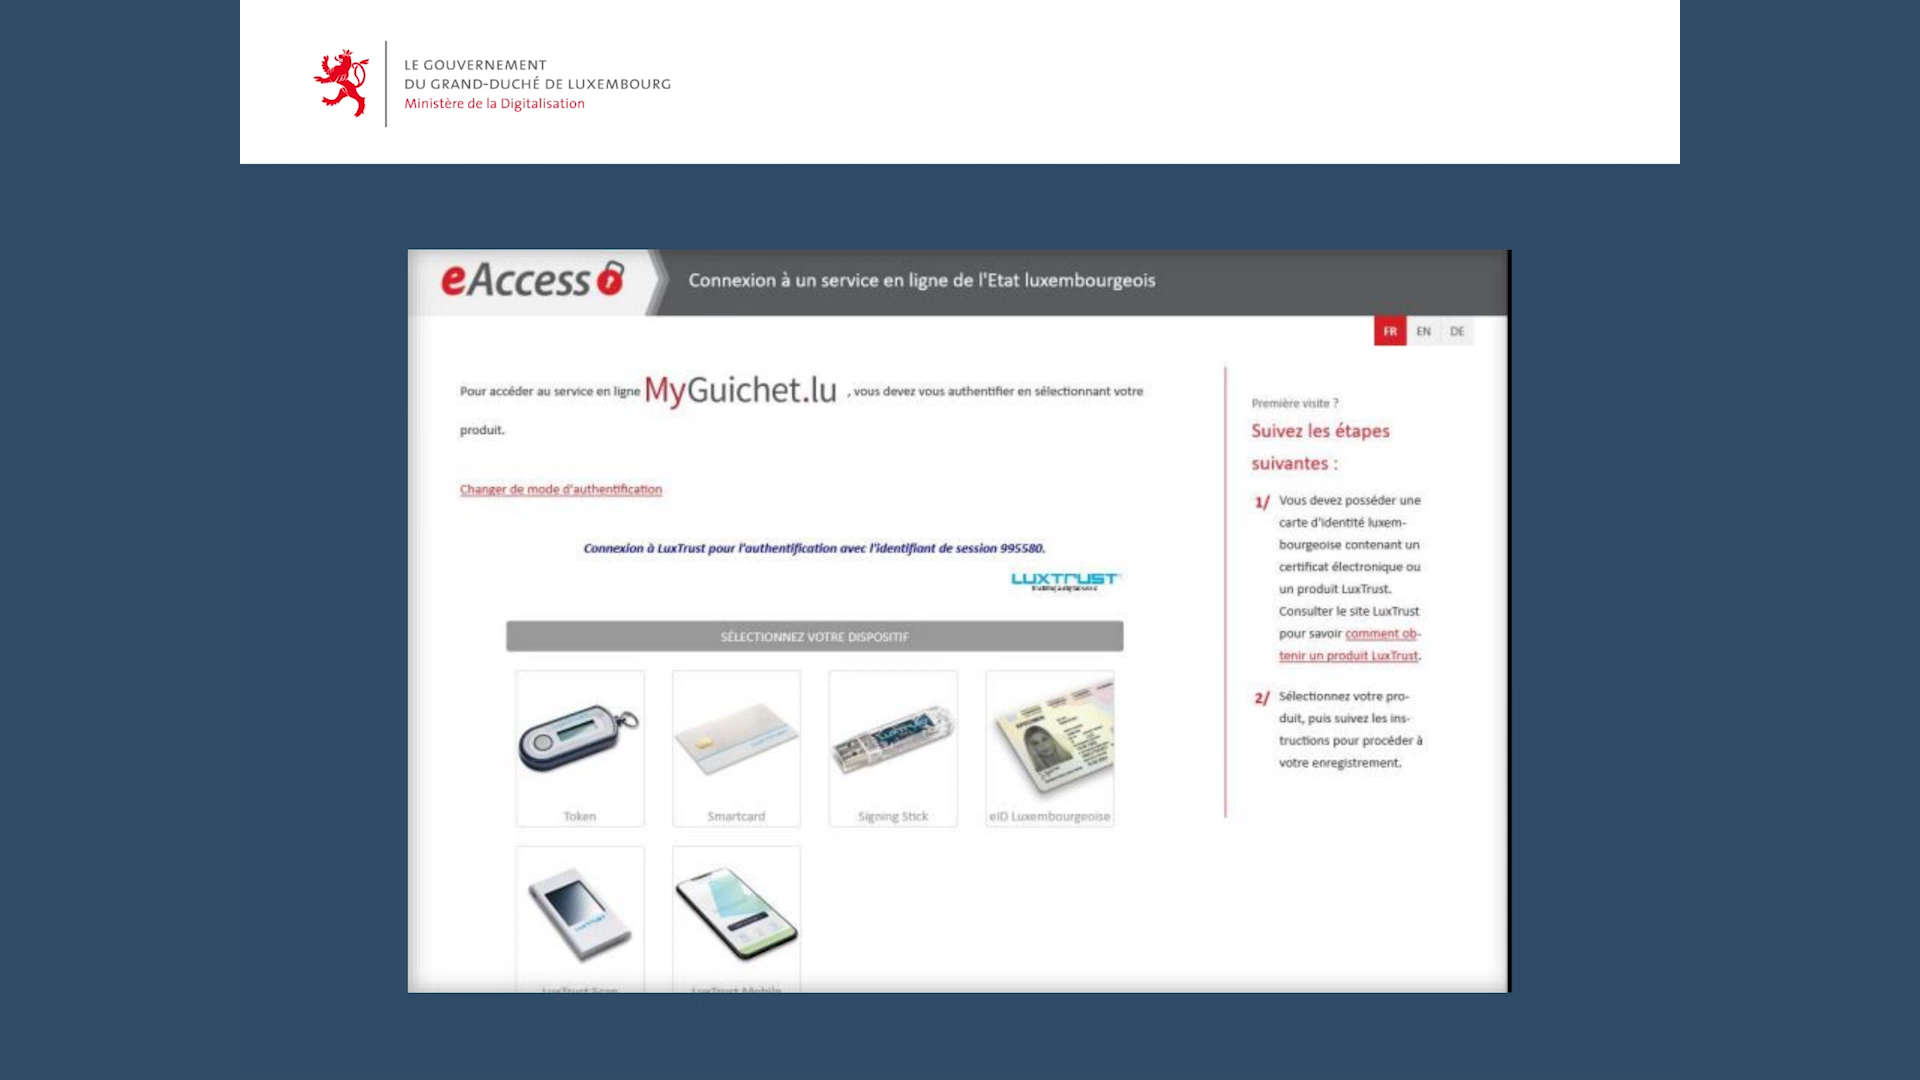 LE GOUVERNEMENT
DU GRAND-DUCHÉ DE LUXEMBOURG
Ministère de la Digitalisation
eAccess
Connexion à un service en ligne de l'Etat luxembourgeois
FR EN DE
Pour accéder au service en ligne MyGuichet.lu , vous devez vous authentifier en sélectionnant votre
produit.
Changer de mode d'authentification
Connexion à LuxTrust pour l'authentification avec l'identifiant de session 995580.
LUXTRUST
SÉLECTIONNEZ VOTRE DISPOSITIF
Token
Smartcard
Signing Stick
eID Luxembourgeoise
LuxTrust Scan
LuxTrust Mobile
Première visite ?
Suivez les étapes
suivantes :
1/ Vous devez posséder une
carte d'identité luxem-
bourgeoise contenant un
certificat électronique ou
un produit LuxTrust.
Consulter le site LuxTrust
pour savoir comment ob-
tenir un produit LuxTrust.
2/ Sélectionnez votre pro-
duit, puis suivez les ins-
tructions pour procéder à
votre enregistrement.